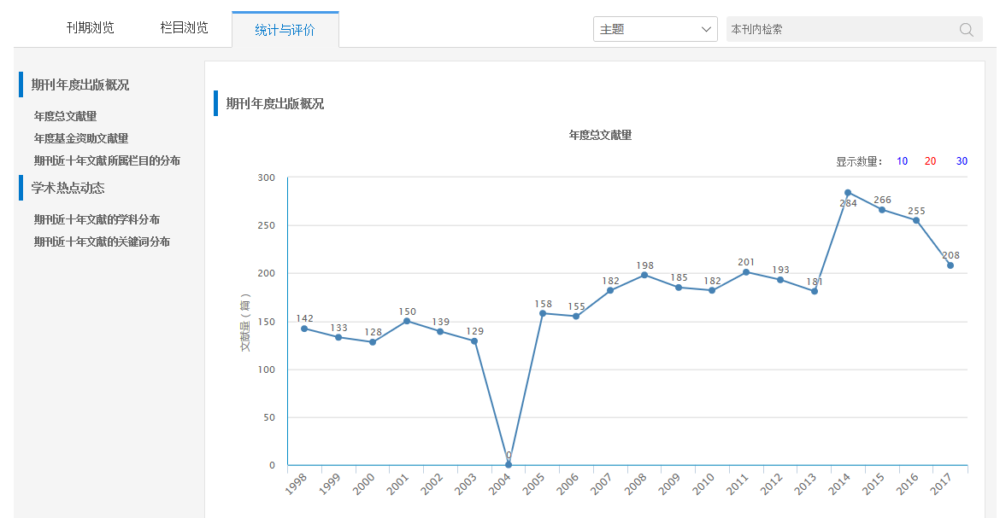 刊期浏览 栏目浏览 统计与评价 主题 本刊内检索
期刊年度出版概况
年度总文献量
年度基金资助文献量
期刊近十年文献所属栏目的分布
学术热点动态
期刊近十年文献的学科分布
期刊近十年文献的关键词分布
期刊年度出版概况
年度总文献量
显示数量: 10 20 30
文献量(篇)
300
250
200
150
100
50
0
142 133 128 150 139 129 0 158 155 182 198 185 182 201 193 181 284 266 255 208
1998 1999 2000 2001 2002 2003 2004 2005 2006 2007 2008 2009 2010 2011 2012 2013 2014 2015 2016 2017